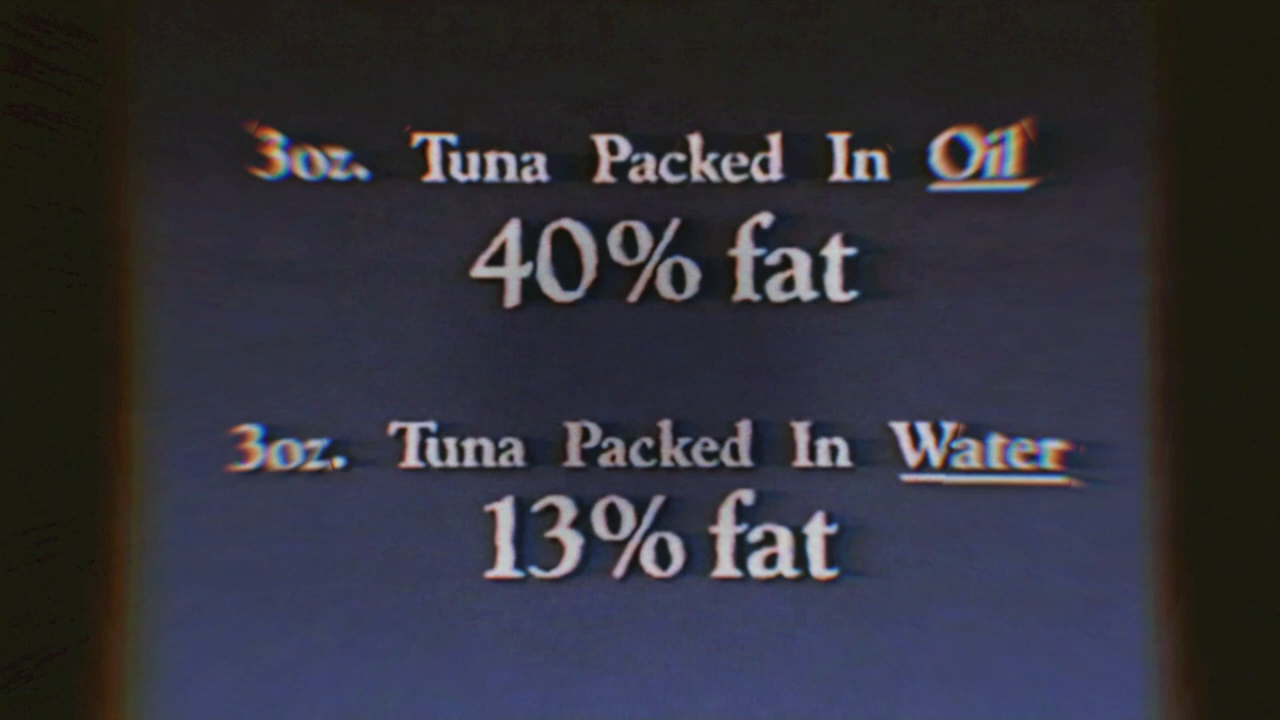 3oz. Tuna Packed In Oil
40% fat
3oz. Tuna Packed In Water
13% fat